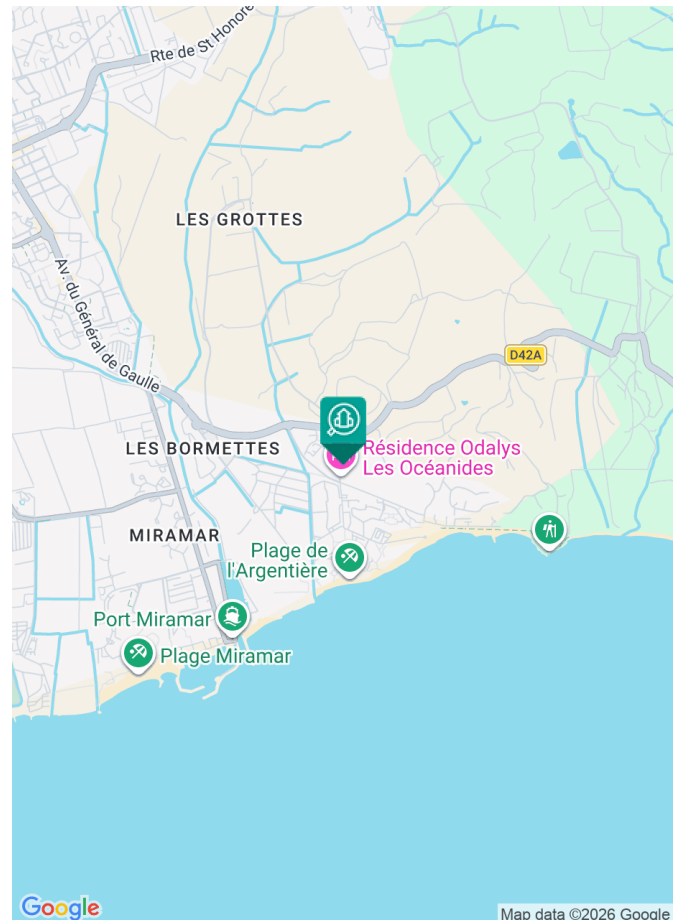 Rte de St Honoré
LES GROTTES
Av. du Général de Gaulle
D42A
LES BORMETTES
Résidence Odalys
Les Océanides
MIRAMAR
Plage de
l'Argentière
Port Miramar
Plage Miramar
Google
Map data ©2026 Google